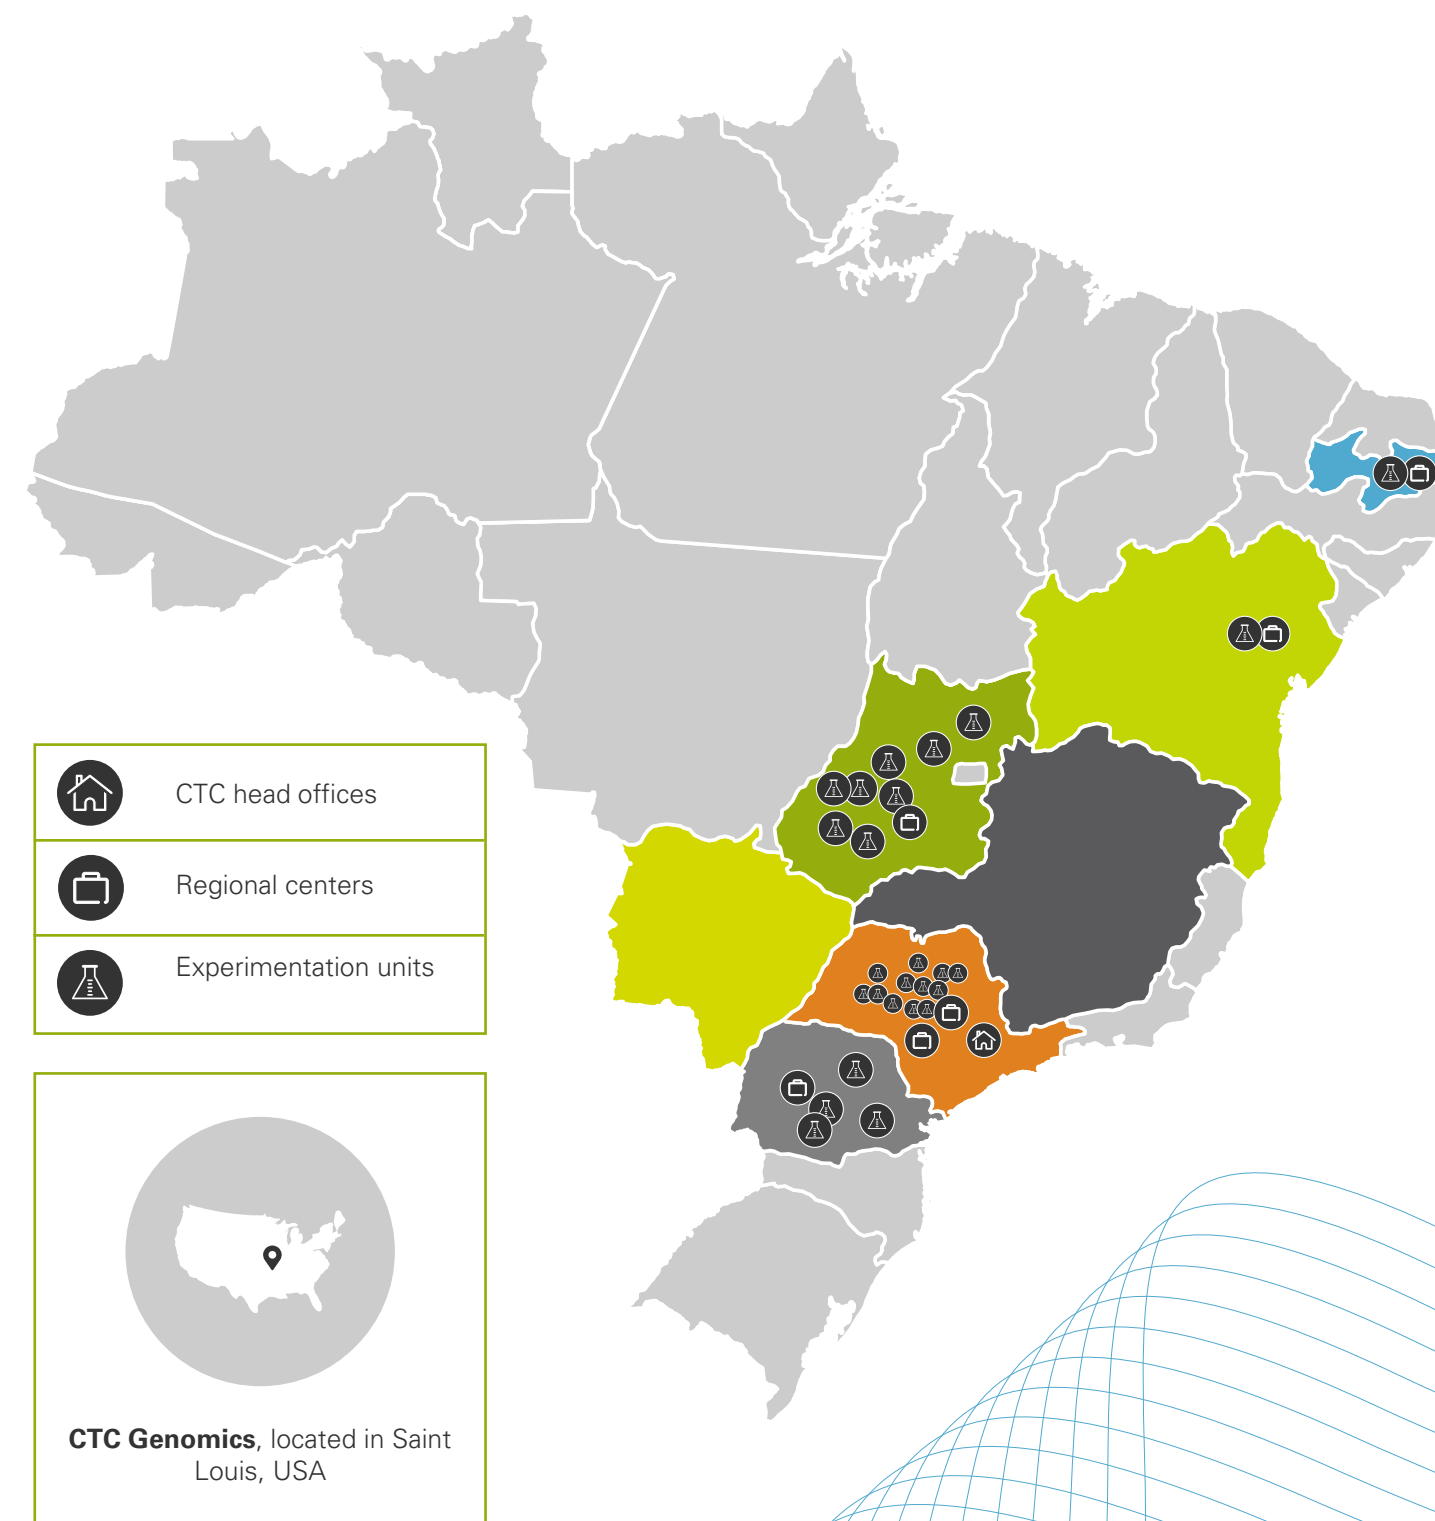 CTC head offices
Regional centers
Experimentation units
CTC Genomics, located in Saint
Louis, USA